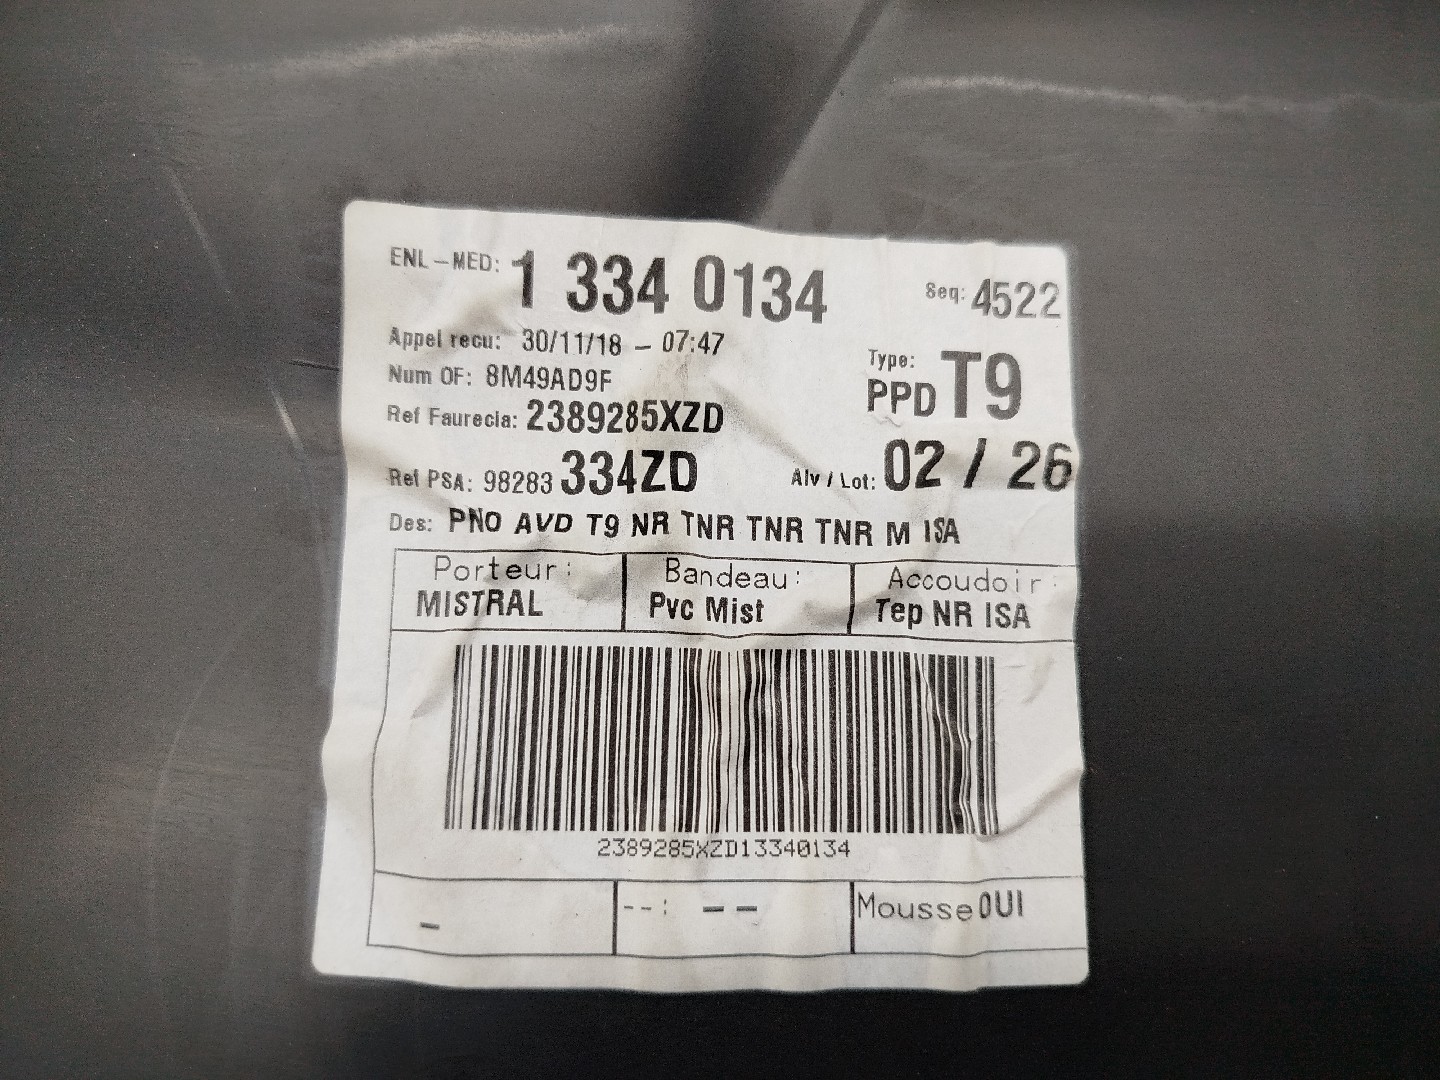 ENL-MED: 1 334 0134 Seq: 4522
Appel recu: 30/11/18 - 07:47
Type: PPD T9
Num OF: 8M49AD9F
Ref Faurecia: 2389285XZD
Ref PSA: 98283 334ZD Alv / Lot: 02 / 26
Des: PNO AVD T9 NR TNR TNR TNR M ISA
Porteur: Bandeau: Accoudoir:
MISTRAL Pvc Mist Tep NR ISA
2389285XZD13340134
- --: -- Mousse OUI